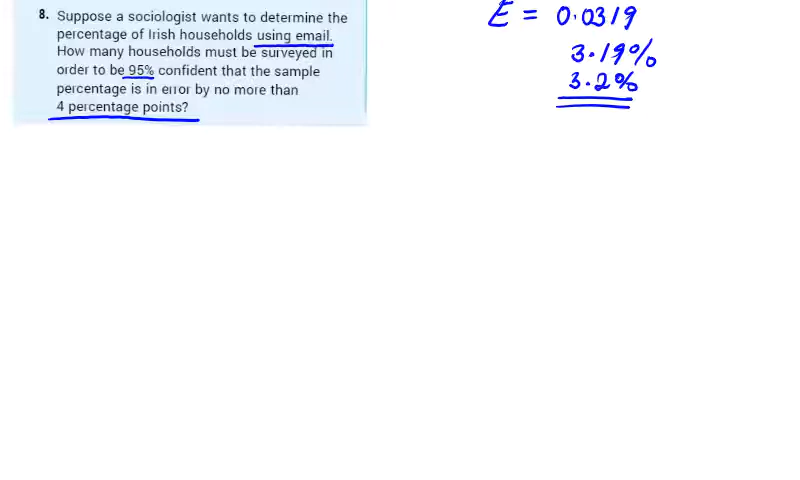 8. Suppose a sociologist wants to determine the
percentage of Irish households using email.
How many households must be surveyed in
order to be 95% confident that the sample
percentage is in error by no more than
4 percentage points?
E = 0.0319
3.19%
3.2%